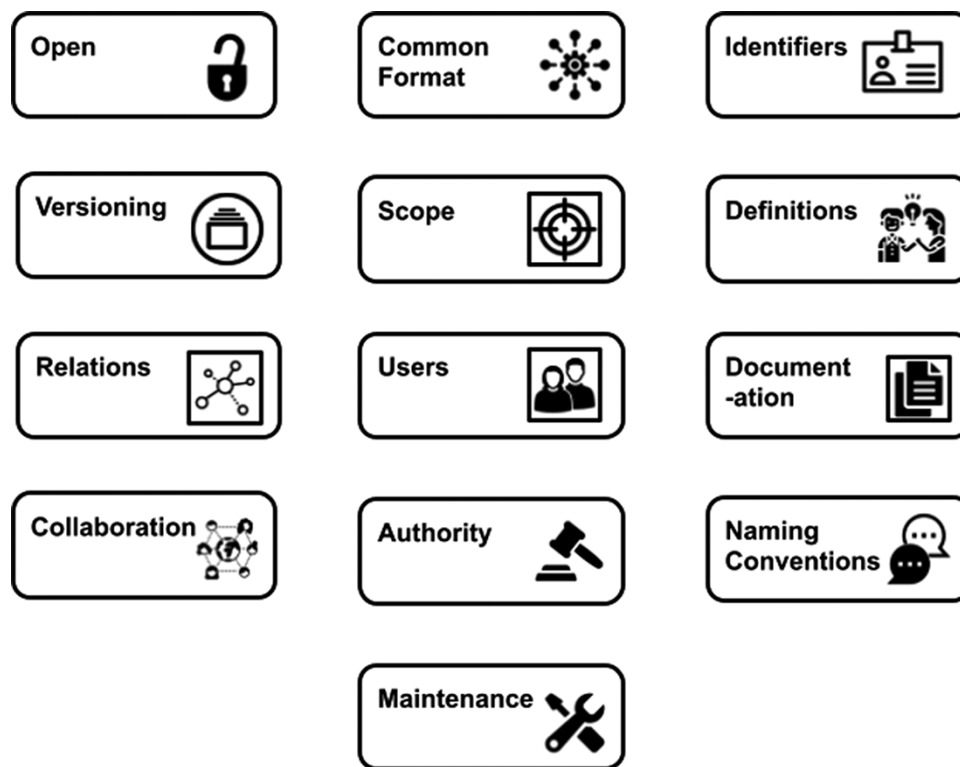 Open
Common
Format
Identifiers
Versioning
Scope
Definitions
Relations
Users
Document
-ation
Collaboration
Authority
Naming
Conventions
Maintenance